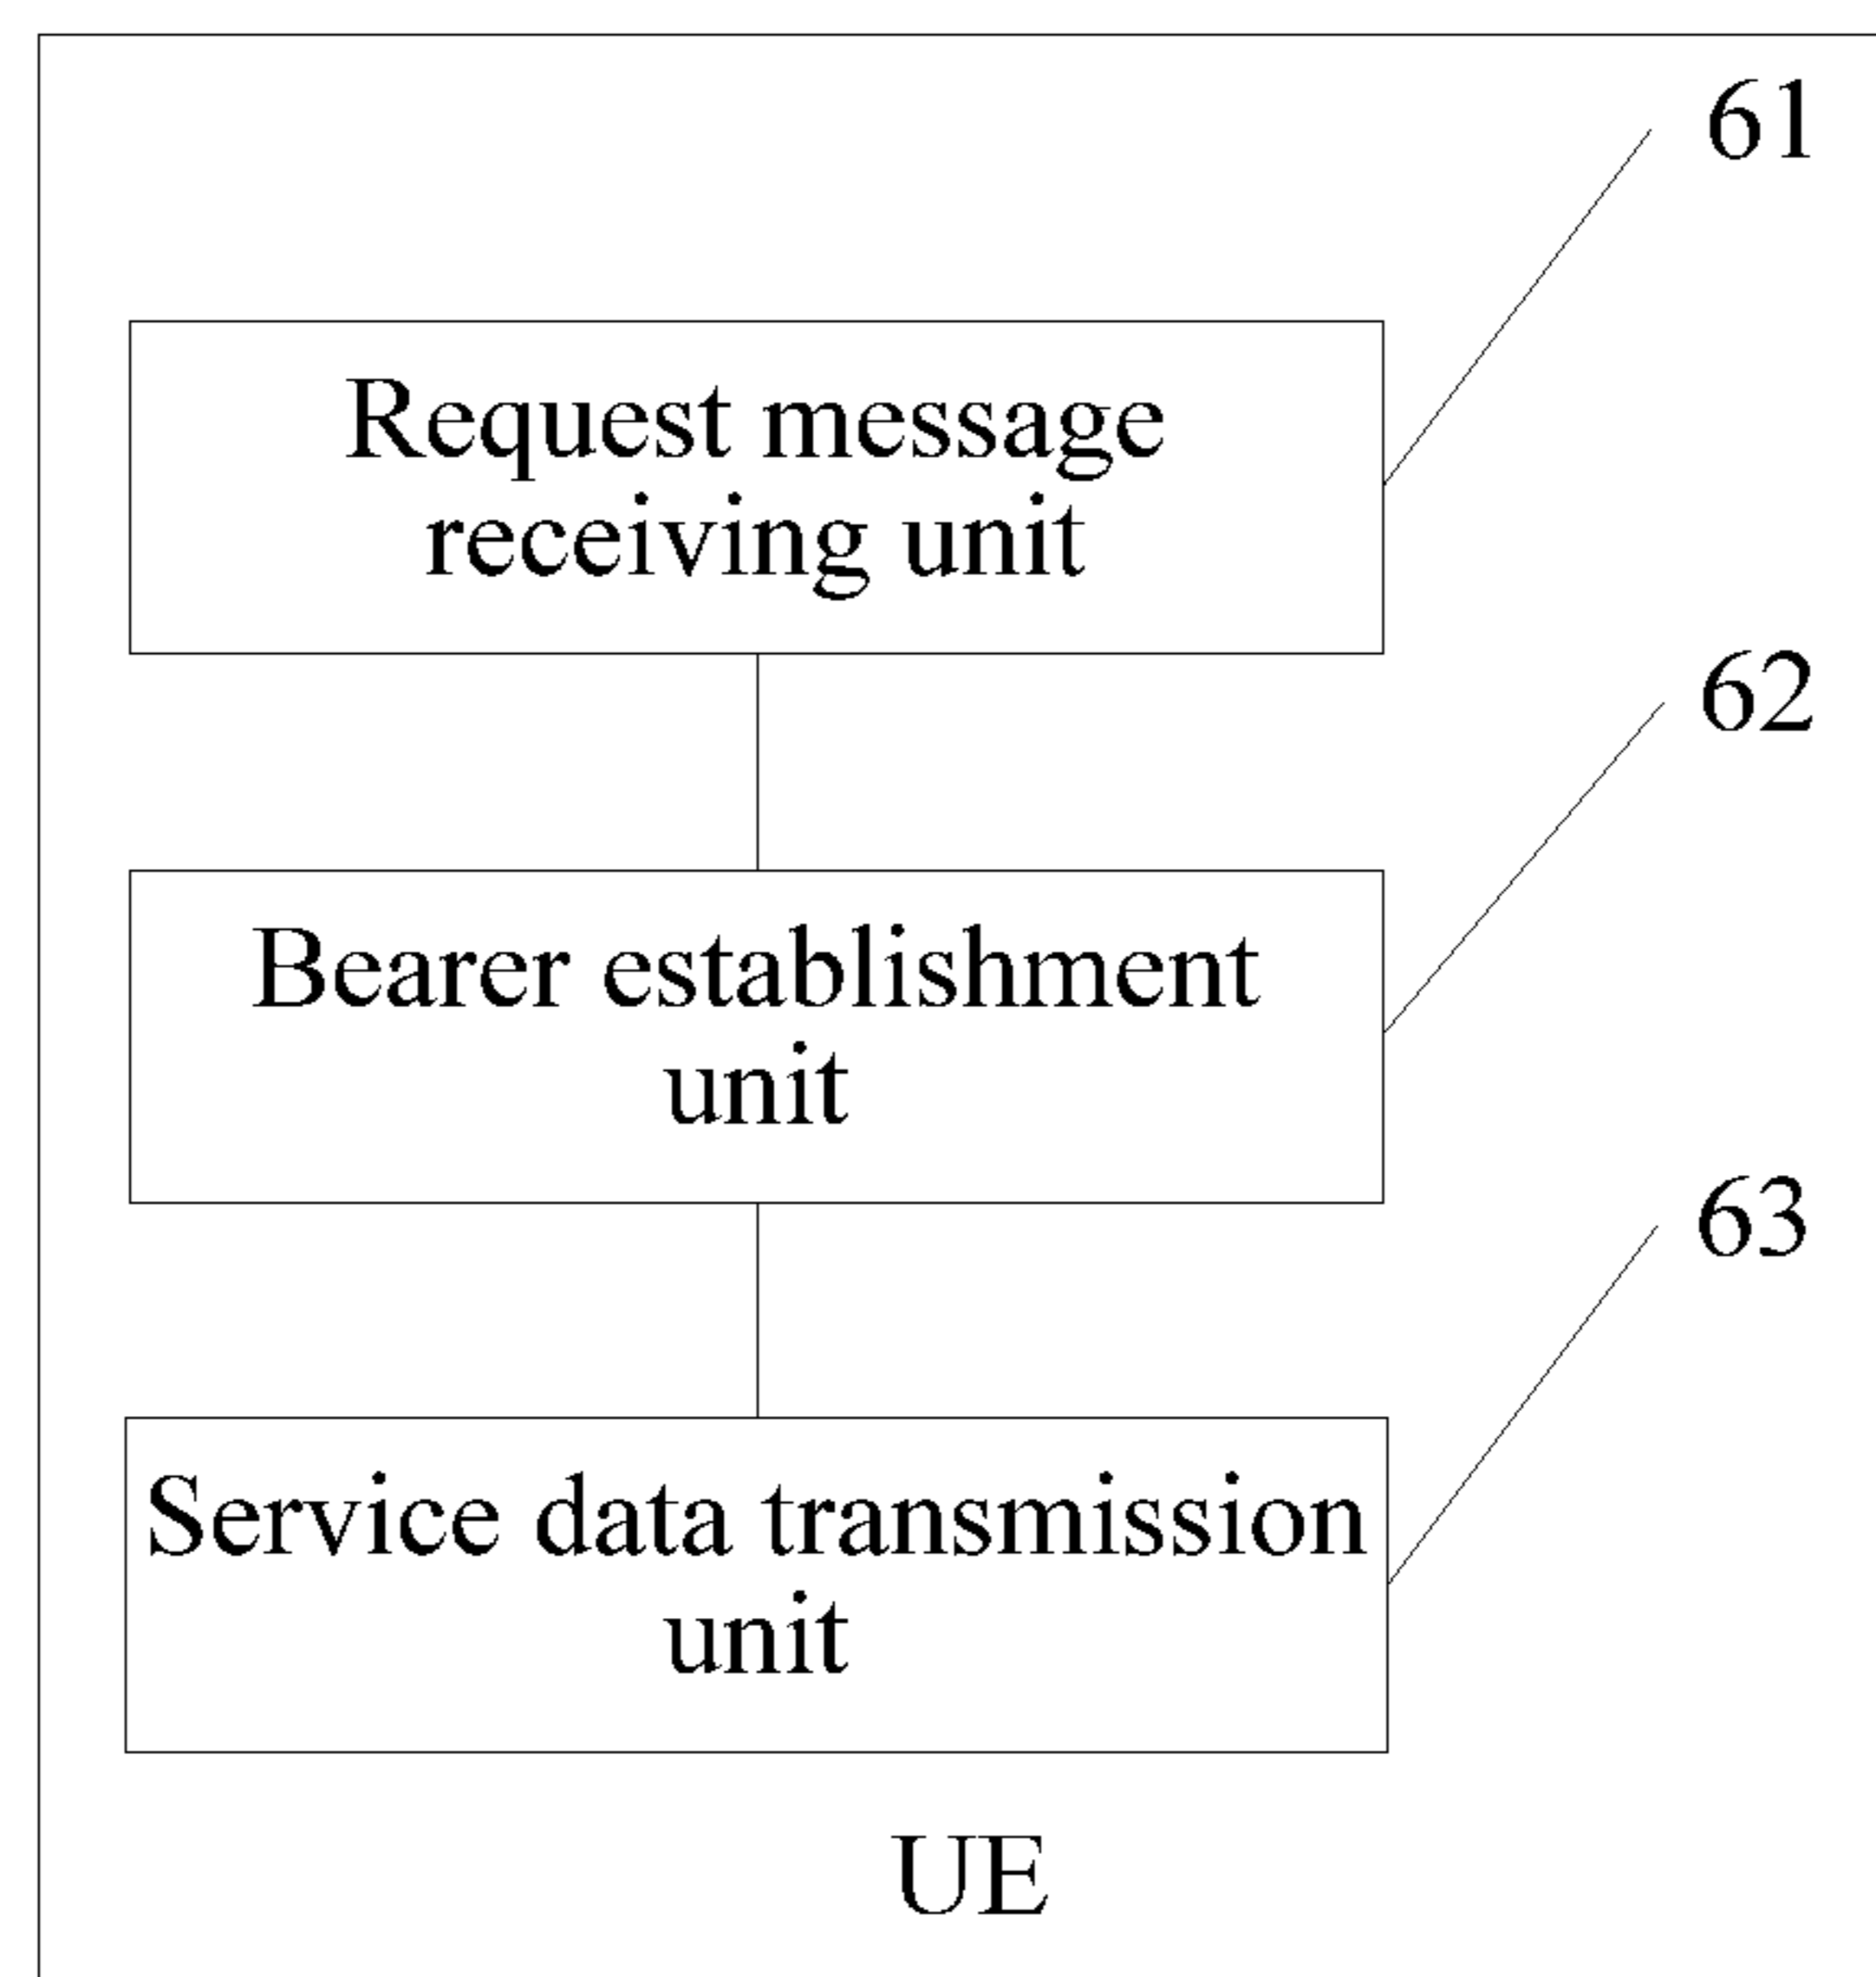 61
Request message
receiving unit
62
Bearer establishment
unit
63
Service data transmission
unit
UE